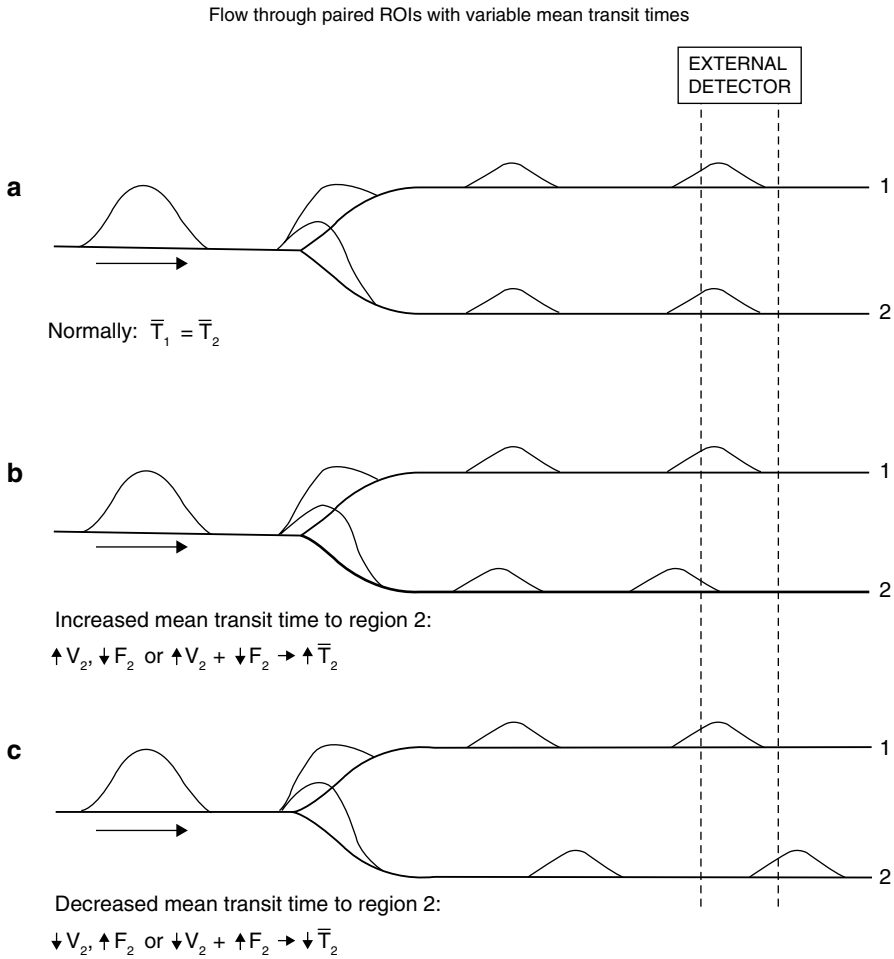 Flow through paired ROIs with variable mean transit times
EXTERNAL
DETECTOR
a
1
2
Normally: T̅₁ = T̅₂
b
1
2
Increased mean transit time to region 2:
↑V₂, ↓F₂ or ↑V₂ + ↓F₂ → ↑T̅₂
c
1
2
Decreased mean transit time to region 2:
↓V₂, ↑F₂ or ↓V₂ + ↑F₂ → ↓T̅₂